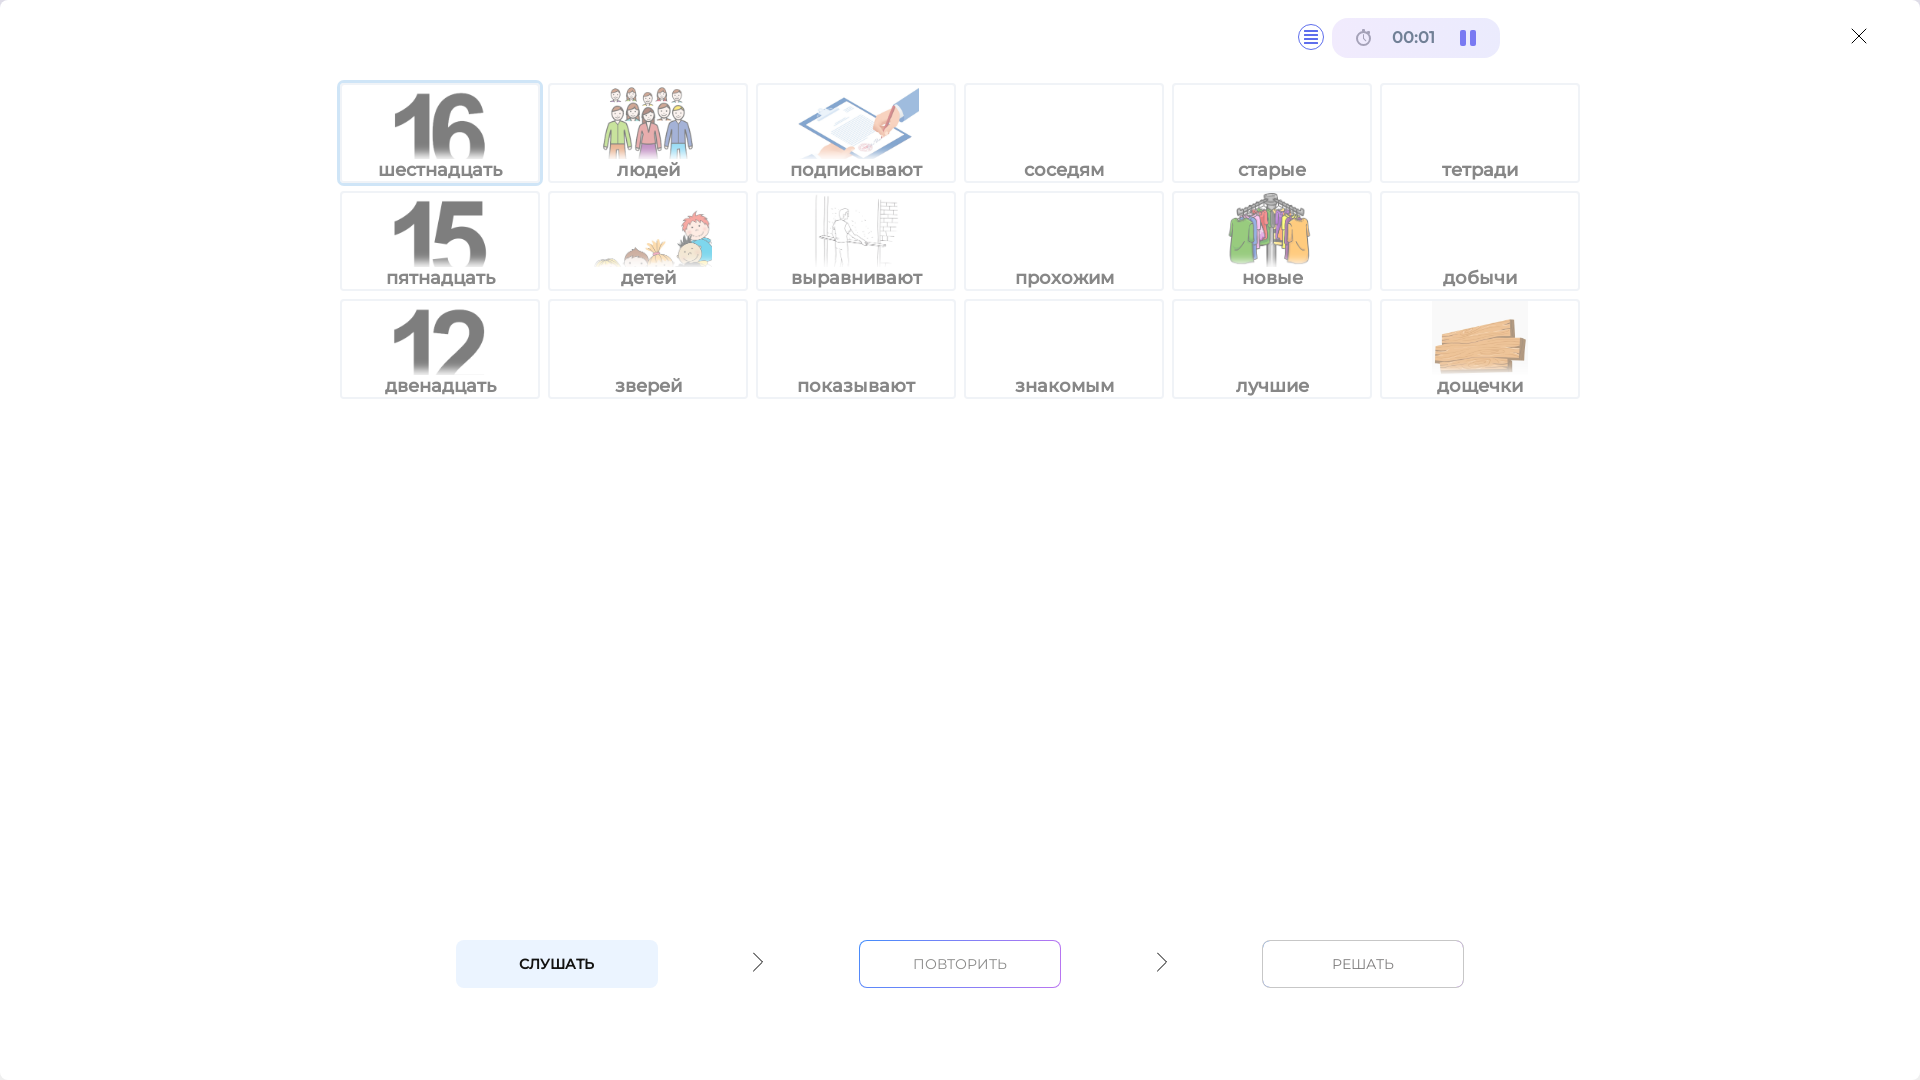 00:01
16
шестнадцать
людей
подписывают
соседям
старые
тетради
15
пятнадцать
детей
выравнивают
прохожим
новые
добычи
12
двенадцать
зверей
показывают
знакомым
лучшие
дощечки
СЛУШАТЬ
ПОВТОРИТЬ
РЕШАТЬ